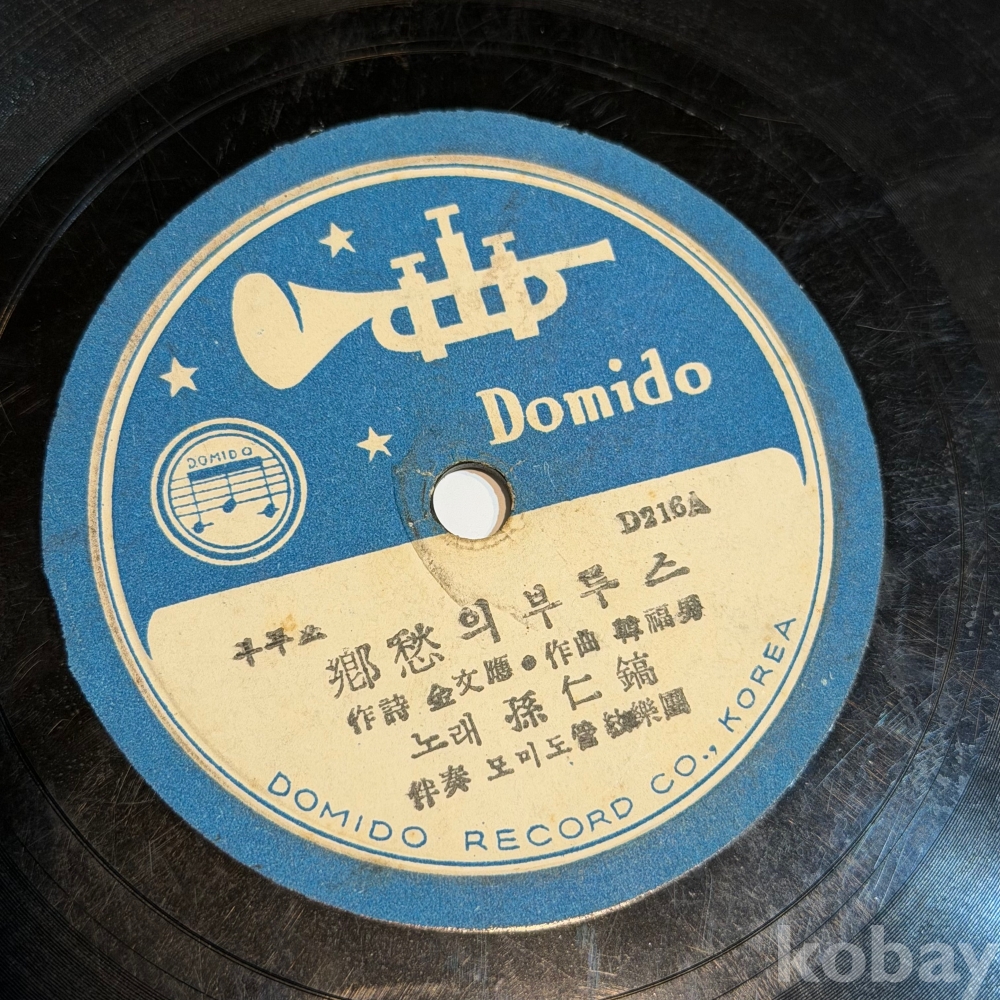 Domido
DOMIDO
D216A
부루스
鄕愁의 부루스
作詩 金文應 • 作曲 韓福男
노래 孫仁鎬
伴奏 도미도管絃樂團
DOMIDO RECORD CO., KOREA
kobay